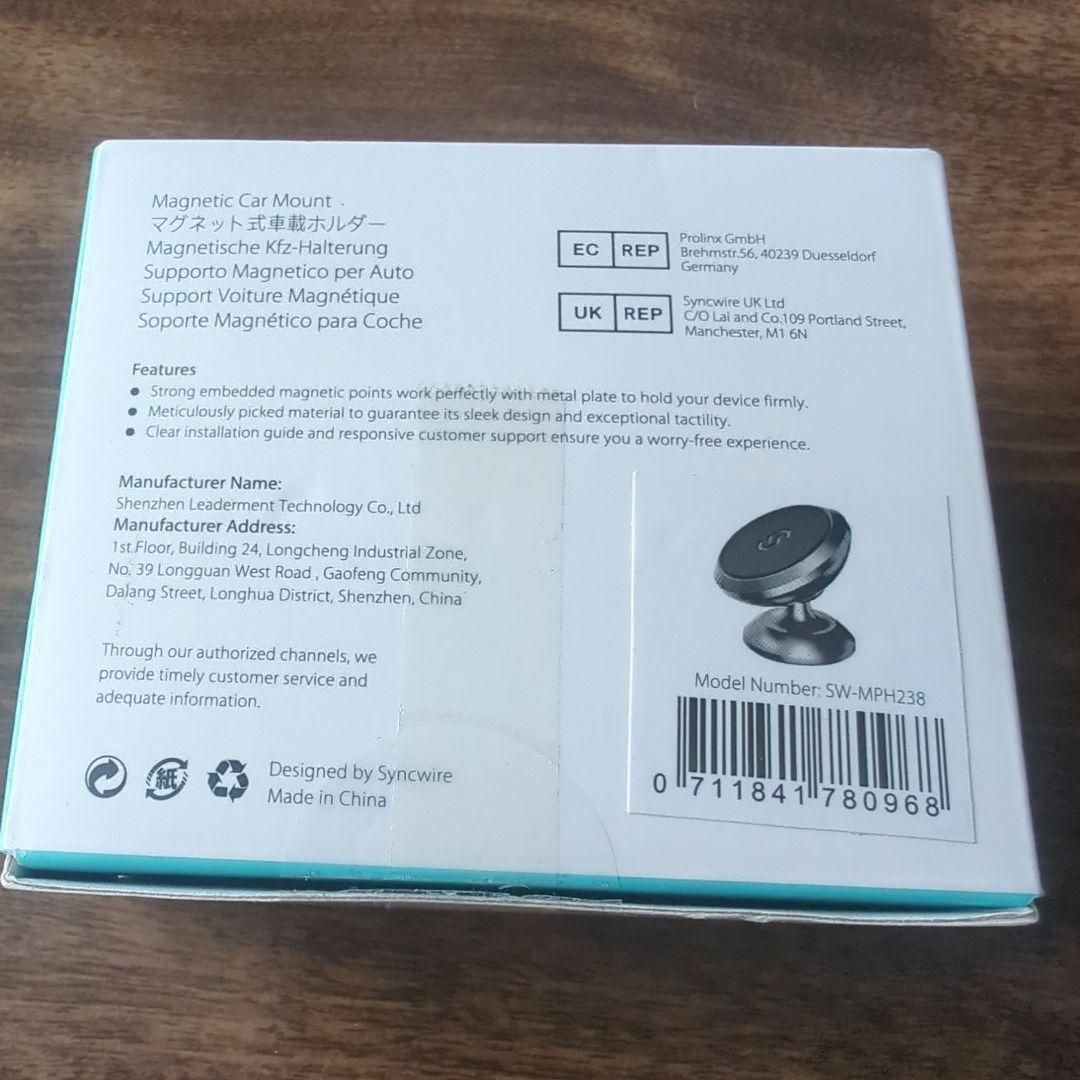 Magnetic Car Mount
マグネット式車載ホルダー
Magnetische Kfz-Halterung
Supporto Magnetico per Auto
Support Voiture Magnétique
Soporte Magnético para Coche
EC REP
Prolinx GmbH
Brehmstr.56, 40239 Duesseldorf
Germany
UK REP
Syncwire UK Ltd
C/O Lai and Co,109 Portland Street,
Manchester, M1 6N
Features
● Strong embedded magnetic points work perfectly with metal plate to hold your device firmly.
● Meticulously picked material to guarantee its sleek design and exceptional tactility.
● Clear installation guide and responsive customer support ensure you a worry-free experience.
Manufacturer Name:
Shenzhen Leaderment Technology Co., Ltd
Manufacturer Address:
1st Floor, Building 24, Longcheng Industrial Zone,
No. 39 Longguan West Road , Gaofeng Community,
Dalang Street, Longhua District, Shenzhen, China
Through our authorized channels, we
provide timely customer service and
adequate information.
紙
Designed by Syncwire
Made in China
Model Number: SW-MPH238
0 711841 780968